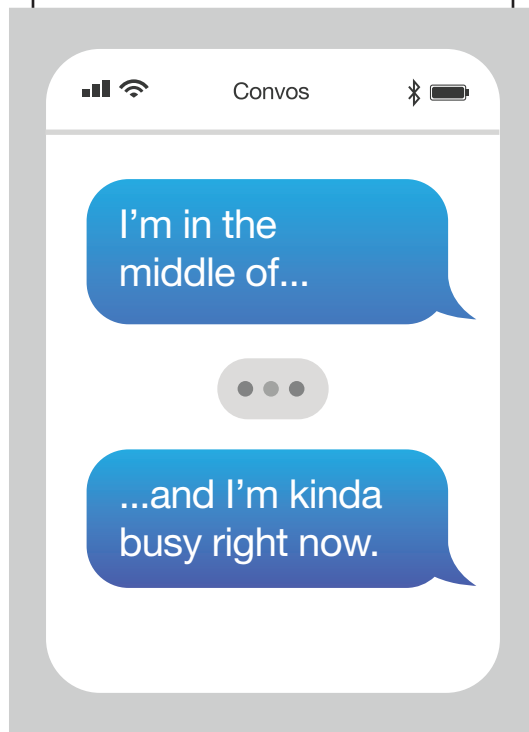 Convos
I’m in the
middle of...
...and I’m kinda
busy right now.